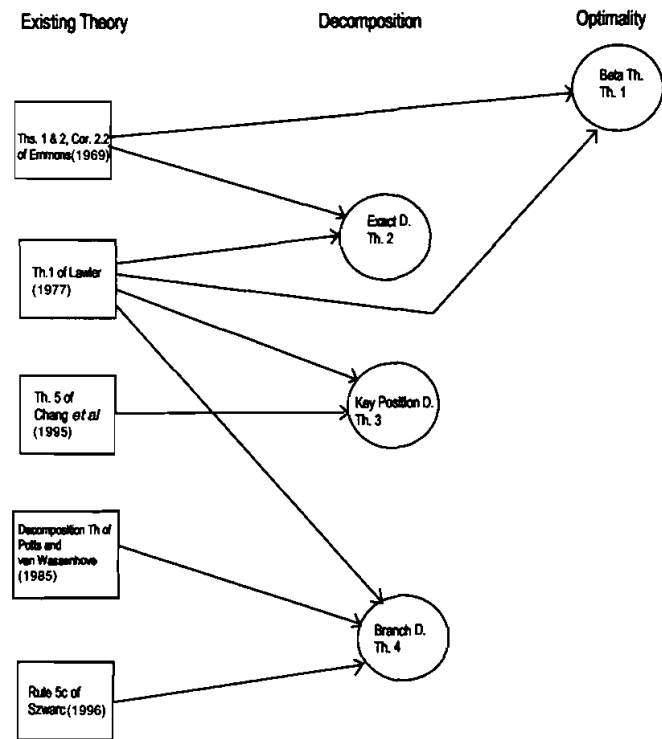 Existing Theory
Decomposition
Optimality
Beta Th.
Th. 1
Ths. 1 & 2, Cor. 2.2
of Emmons(1969)
Exact D.
Th. 2
Th.1 of Lawler
(1977)
Th. 5 of
Chang et al
(1995)
Key Position D.
Th. 3
Decomposition Th of
Potts and
van Wassenhove
(1985)
Branch D.
Th. 4
Rule 5c of
Szwarc(1996)